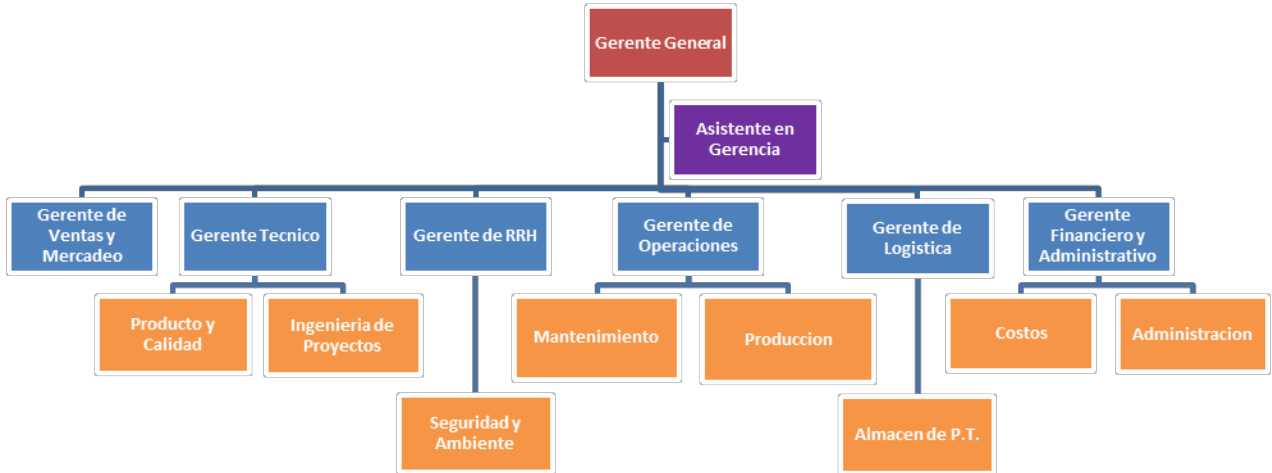 Gerente General
Asistente en
Gerencia
Gerente de
Ventas y
Mercadeo
Gerente Tecnico
Gerente de RRH
Gerente de
Operaciones
Gerente de
Logistica
Gerente
Financiero y
Administrativo
Producto y
Calidad
Ingenieria de
Proyectos
Mantenimiento
Produccion
Costos
Administracion
Seguridad y
Ambiente
Almacen de P.T.